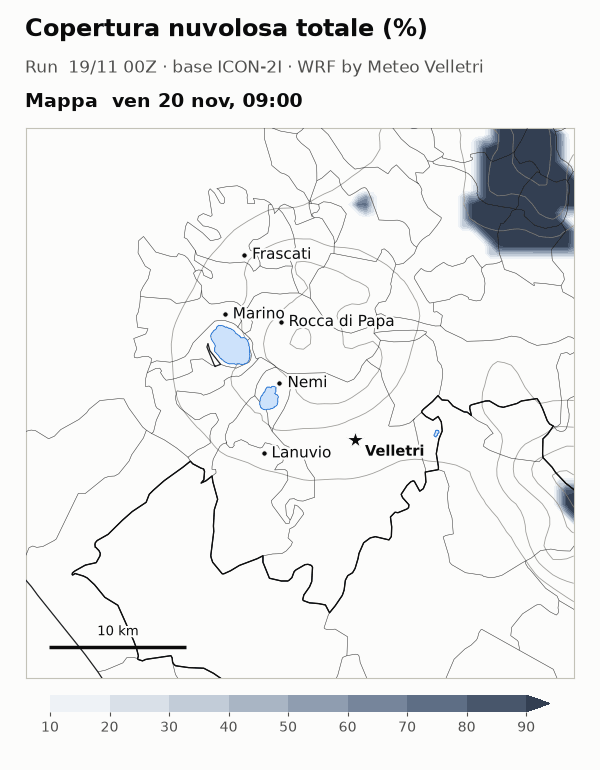 Copertura nuvolosa totale (%)
Run  19/11 00Z · base ICON-2I · WRF by Meteo Velletri
Mappa  ven 20 nov, 09:00
Frascati
Marino
Rocca di Papa
Nemi
Velletri
Lanuvio
10 km
10 20 30 40 50 60 70 80 90